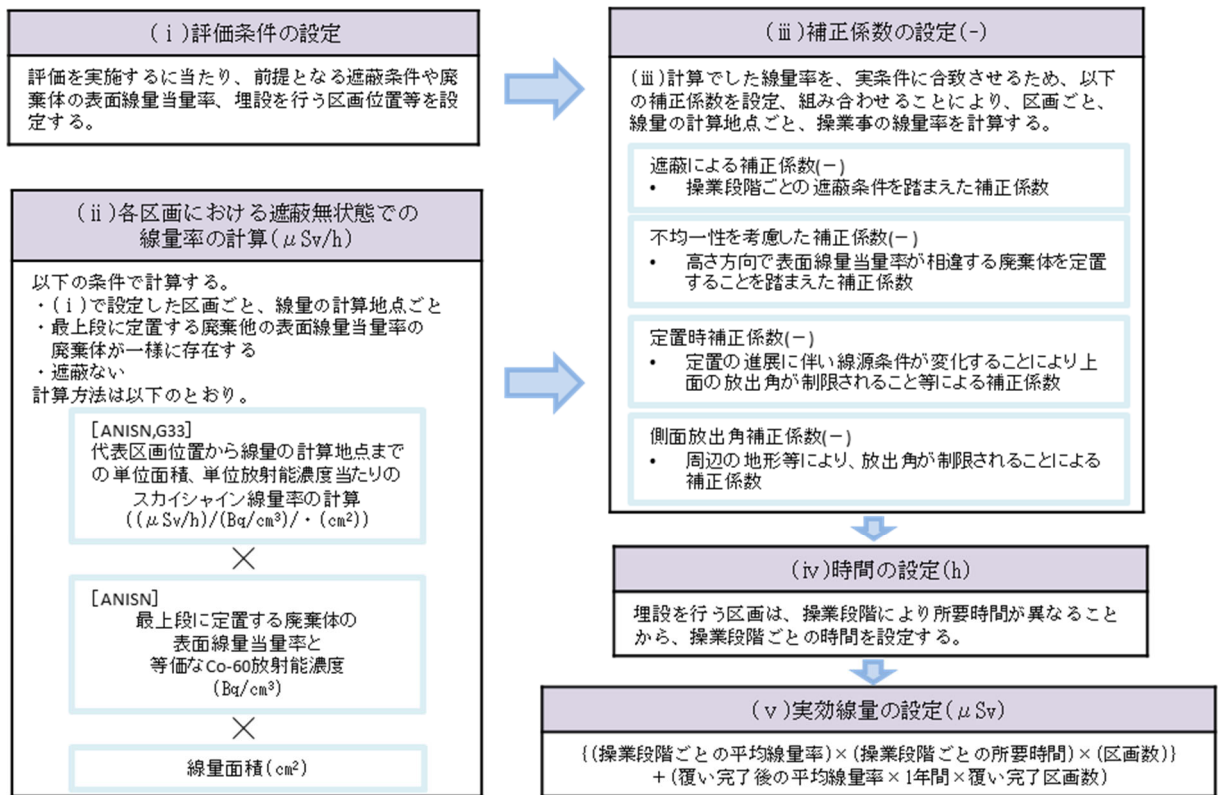 (ⅰ)評価条件の設定
評価を実施するに当たり、前提となる遮蔽条件や廃
棄体の表面線量当量率、埋設を行う区画位置等を設
定する。
(ⅱ)各区画における遮蔽無状態での
線量率の計算(μSv/h)
以下の条件で計算する。
・(ⅰ)で設定した区画ごと、線量の計算地点ごと
・最上段に定置する廃棄他の表面線量当量率の
廃棄体が一様に存在する
・遮蔽ない
計算方法は以下のとおり。
[ANISN,G33]
代表区画位置から線量の計算地点まで
の単位面積、単位放射能濃度当たりの
スカイシャイン線量率の計算
((μSv/h)/(Bq/cm³)/・(cm²))
×
[ANISN]
最上段に定置する廃棄体の
表面線量当量率と
等価なCo-60放射能濃度
(Bq/cm³)
×
線量面積(cm²)
(ⅲ)補正係数の設定(-)
(ⅲ)計算でした線量率を、実条件に合致させるため、以下
の補正係数を設定、組み合わせることにより、区画ごと、
線量の計算地点ごと、操業事の線量率を計算する。
遮蔽による補正係数(－)
• 操業段階ごとの遮蔽条件を踏まえた補正係数
不均一性を考慮した補正係数(－)
• 高さ方向で表面線量当量率が相違する廃棄体を定置
することを踏まえた補正係数
定置時補正係数(－)
• 定置の進展に伴い線源条件が変化することにより上
面の放出角が制限されること等による補正係数
側面放出角補正係数(－)
• 周辺の地形等により、放出角が制限されることによる
補正係数
(ⅳ)時間の設定(h)
埋設を行う区画は、操業段階により所要時間が異なること
から、操業段階ごとの時間を設定する。
(ⅴ)実効線量の設定(μSv)
{(操業段階ごとの平均線量率)×(操業段階ごとの所要時間)×(区画数)}
+(覆い完了後の平均線量率×1年間×覆い完了区画数)